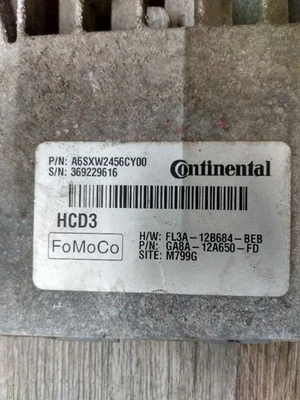 P/N: A6SXW2456CY00
S/N: 369229616
Continental
HCD3
FoMoCo
H/W: FL3A-12B684-BEB
P/N: GA8A-12A650-FD
SITE: M799G